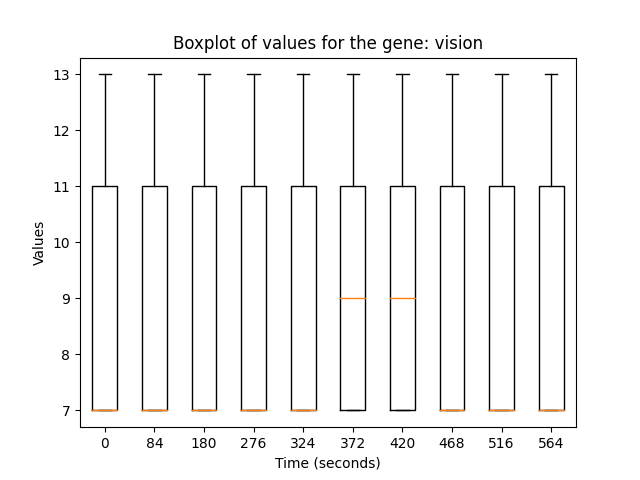 Boxplot of values for the gene: vision
13
12
11
10
9
8
7
Values
0 84 180 276 324 372 420 468 516 564
Time (seconds)